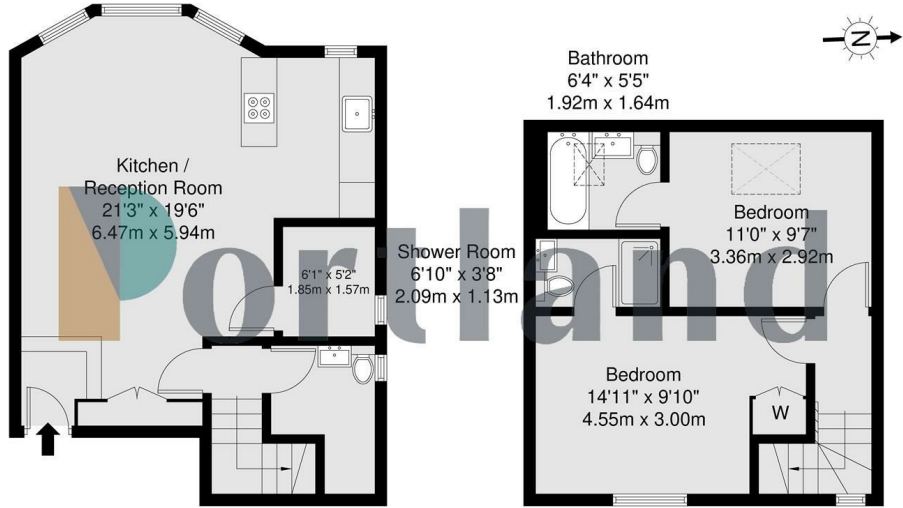 N
Bathroom
6'4" x 5'5"
1.92m x 1.64m
Kitchen /
Reception Room
21'3" x 19'6"
6.47m x 5.94m
6'1" x 5'2"
1.85m x 1.57m
Shower Room
6'10" x 3'8"
2.09m x 1.13m
Bedroom
11'0" x 9'7"
3.36m x 2.92m
Portland
Bedroom
14'11" x 9'10"
4.55m x 3.00m
W